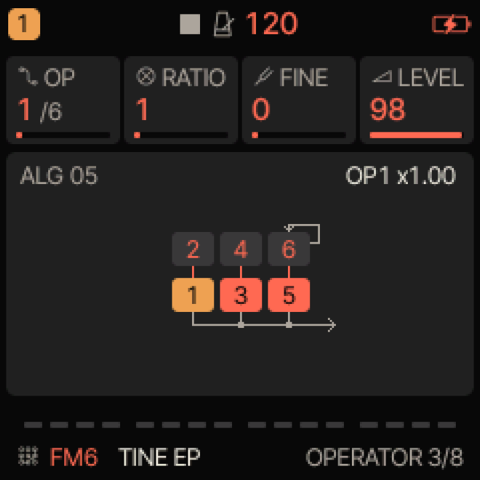 1 120
OP RATIO FINE LEVEL
1 /6 1 0 98
ALG 05 OP1 x1.00
2 4 6
1 3 5
FM6 TINE EP OPERATOR 3/8